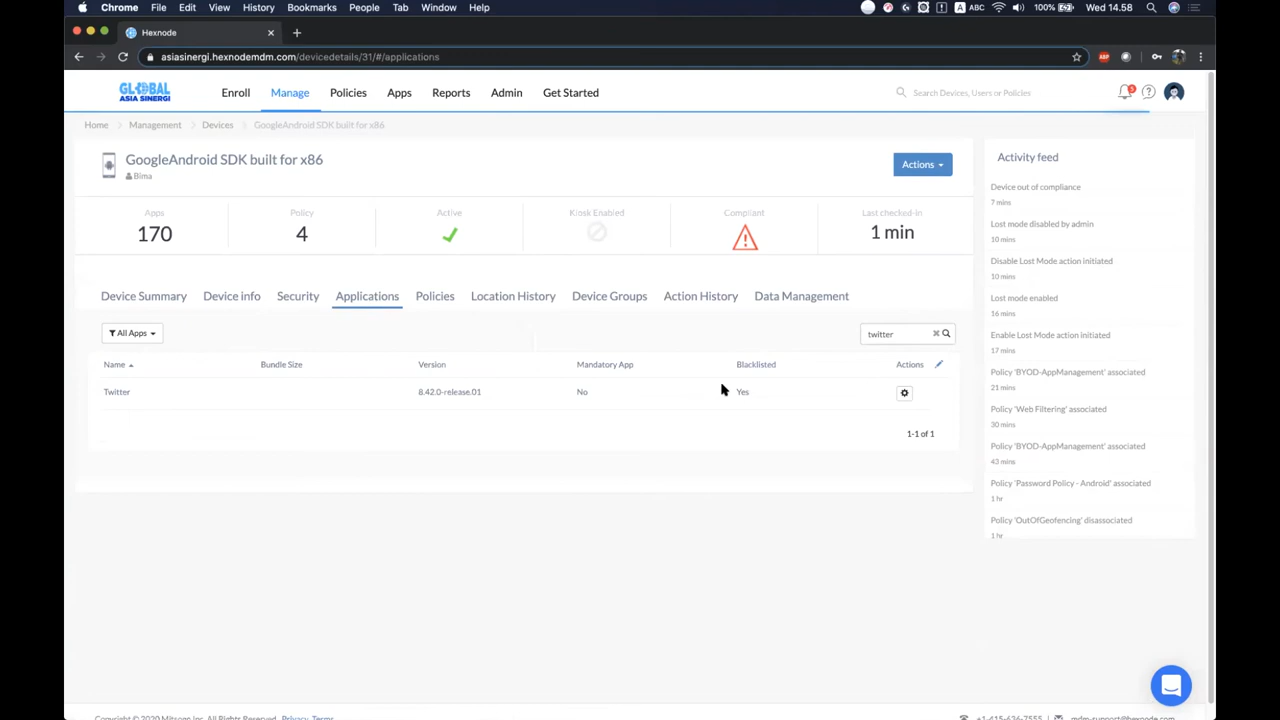 Chrome File Edit View History Bookmarks People Tab Window Help A ABC 100% Wed 14.58
Hexnode
asiasinergi.hexnodemdm.com/devicedetails/31/#/applications ABP
GLOBAL
ASIA SINERGI
Enroll Manage Policies Apps Reports Admin Get Started Search Devices, Users or Policies 5
Home Management Devices GoogleAndroid SDK built for x86
GoogleAndroid SDK built for x86
Bima
Actions
Apps Policy Active Kiosk Enabled Compliant Last checked-in
170 4 1 min
Device Summary Device info Security Applications Policies Location History Device Groups Action History Data Management
All Apps twitter
Name Bundle Size Version Mandatory App Blacklisted Actions
Twitter 8.42.0-release.01 No Yes
1-1 of 1
Activity feed
Device out of compliance
7 mins
Lost mode disabled by admin
10 mins
Disable Lost Mode action initiated
10 mins
Lost mode enabled
16 mins
Enable Lost Mode action initiated
17 mins
Policy 'BYOD-AppManagement' associated
21 mins
Policy 'Web Filtering' associated
30 mins
Policy 'BYOD-AppManagement' associated
43 mins
Policy 'Password Policy - Android' associated
1 hr
Policy 'OutOfGeofencing' disassociated
1 hr
Copyright © 2020 Mitsogo Inc. All Rights Reserved. Privacy Terms +1-415-636-7555 mdm-support@hexnode.com